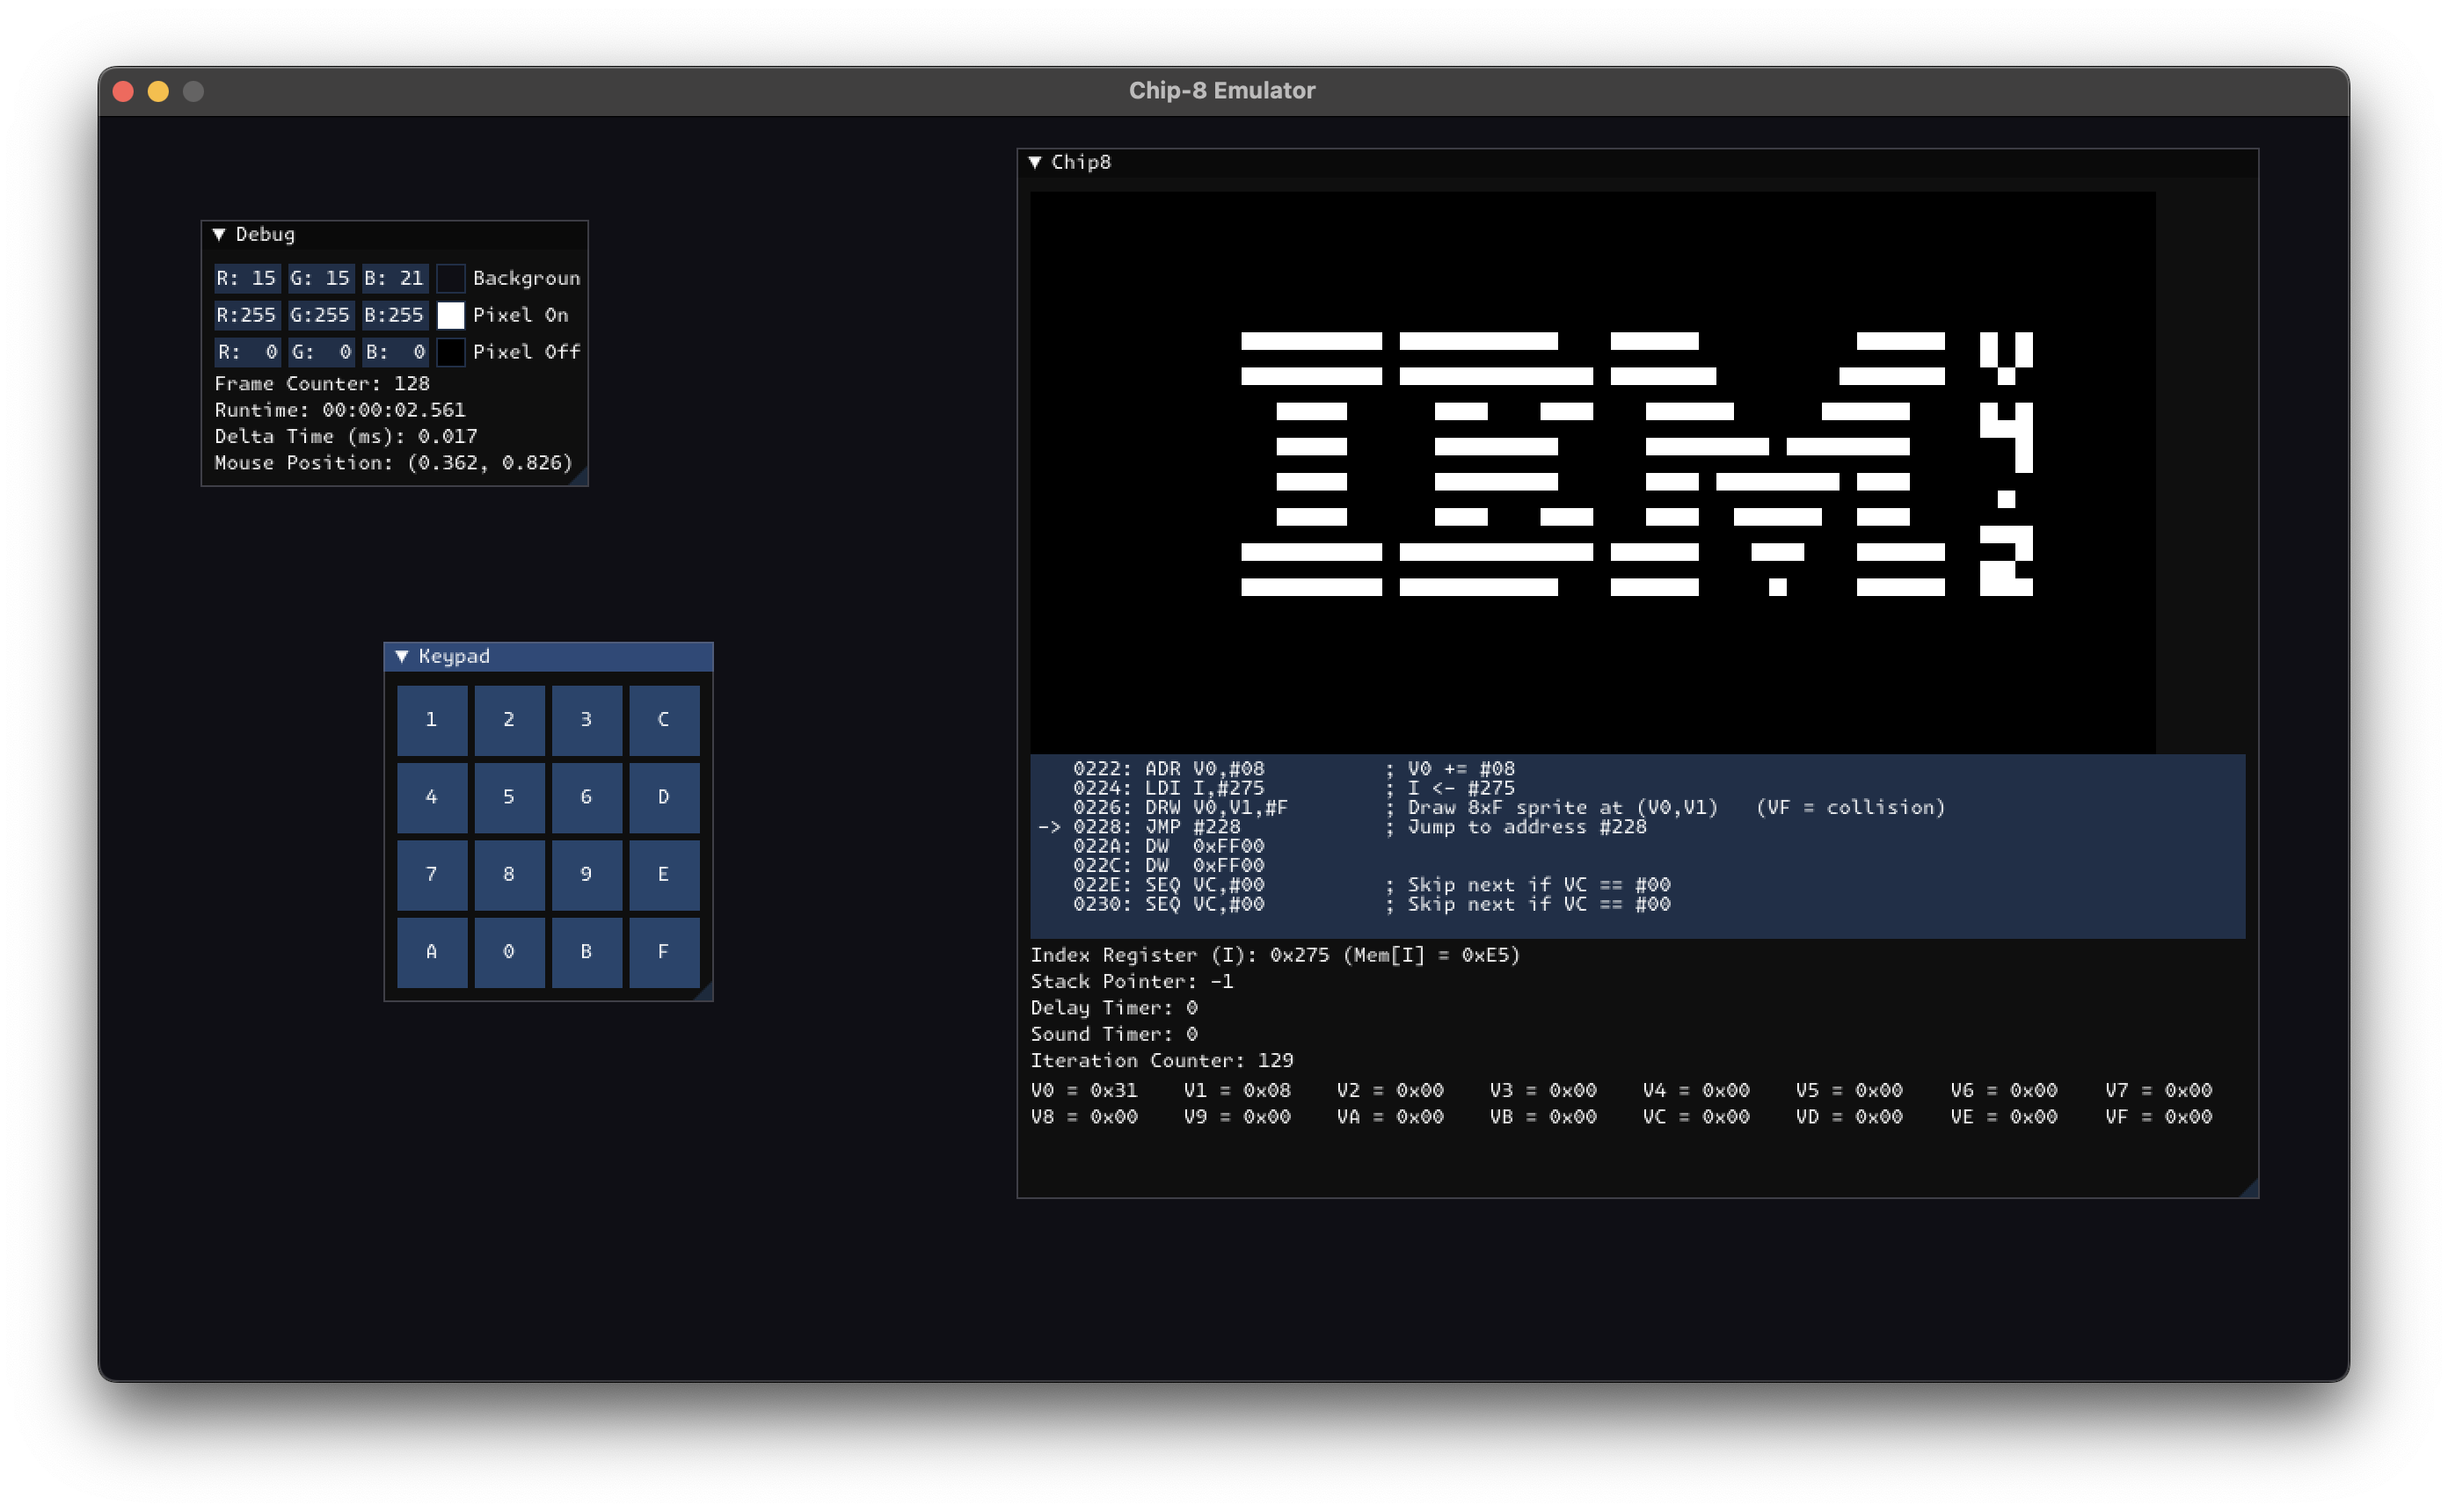 Chip-8 Emulator
Debug
R: 15 G: 15 B: 21 Backgroun
R:255 G:255 B:255 Pixel On
R: 0 G: 0 B: 0 Pixel Off
Frame Counter: 128
Runtime: 00:00:02.561
Delta Time (ms): 0.017
Mouse Position: (0.362, 0.826)
Keypad
1 2 3 C
4 5 6 D
7 8 9 E
A 0 B F
Chip8
IBM
V4.2
0222: ADR V0,#08 ; V0 += #08
0224: LDI I,#275 ; I <- #275
0226: DRW V0,V1,#F ; Draw 8xF sprite at (V0,V1) (VF = collision)
-> 0228: JMP #228 ; Jump to address #228
022A: DW 0xFF00
022C: DW 0xFF00
022E: SEQ VC,#00 ; Skip next if VC == #00
0230: SEQ VC,#00 ; Skip next if VC == #00
Index Register (I): 0x275 (Mem[I] = 0xE5)
Stack Pointer: -1
Delay Timer: 0
Sound Timer: 0
Iteration Counter: 129
V0 = 0x31 V1 = 0x08 V2 = 0x00 V3 = 0x00 V4 = 0x00 V5 = 0x00 V6 = 0x00 V7 = 0x00
V8 = 0x00 V9 = 0x00 VA = 0x00 VB = 0x00 VC = 0x00 VD = 0x00 VE = 0x00 VF = 0x00